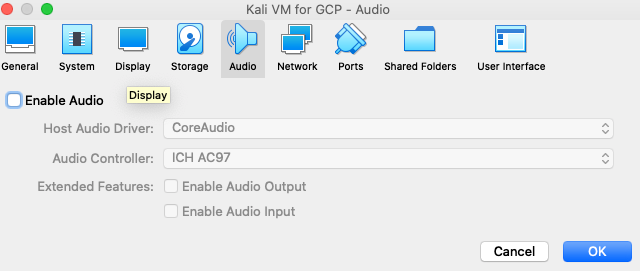 Kali VM for GCP - Audio
General System Display Storage Audio Network Ports Shared Folders User Interface
Display
Enable Audio
Host Audio Driver: CoreAudio
Audio Controller: ICH AC97
Extended Features: Enable Audio Output
Enable Audio Input
Cancel OK